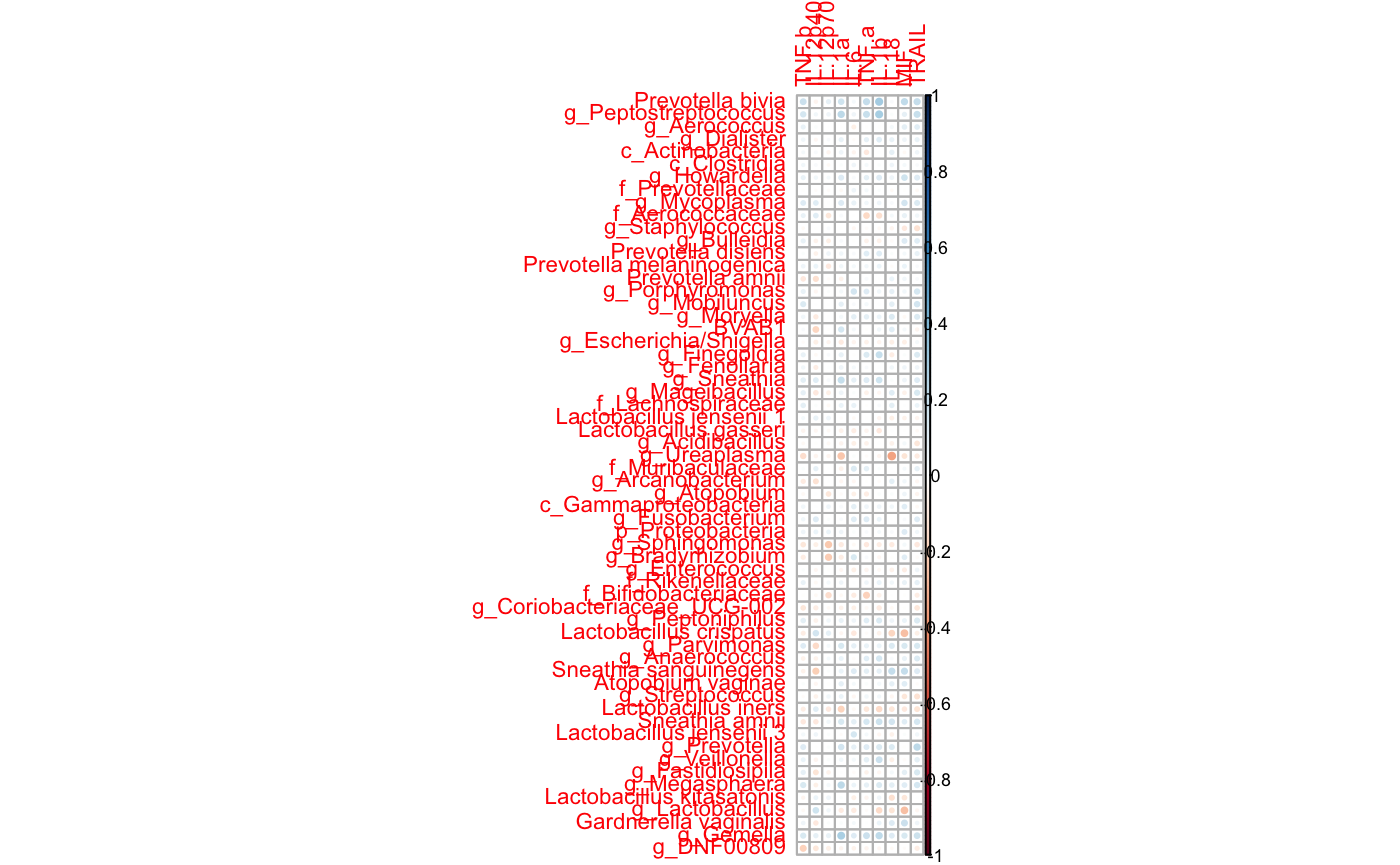 TNF.b
IL.12p40
IL.12p70
IL.1a
IL.6
TNF.a
IL.1b
IL.18
MIF
TRAIL
Prevotella bivia
g_Peptostreptococcus
g_Aerococcus
g_Dialister
c_Actinobacteria
c_Clostridia
g_Howardella
f_Prevotellaceae
g_Mycoplasma
f_Aerococcaceae
g_Staphylococcus
g_Bulleidia
Prevotella disiens
Prevotella melaninogenica
Prevotella amnii
g_Porphyromonas
g_Mobiluncus
g_Moryella
BVAB1
g_Escherichia/Shigella
g_Finegoldia
g_Fenollaria
g_Sneathia
g_Mageibacillus
f_Lachnospiraceae
Lactobacillus jensenii 1
Lactobacillus gasseri
g_Acidibacillus
g_Ureaplasma
f_Muribaculaceae
g_Arcanobacterium
g_Atopobium
c_Gammaproteobacteria
g_Fusobacterium
p_Proteobacteria
g_Sphingomonas
g_Bradyrhizobium
g_Enterococcus
f_Rikenellaceae
f_Bifidobacteriaceae
g_Coriobacteriaceae_UCG-002
g_Peptoniphilus
Lactobacillus crispatus
g_Parvimonas
g_Anaerococcus
Sneathia sanguinegens
Atopobium vaginae
g_Streptococcus
Lactobacillus iners
Sneathia amnii
Lactobacillus jensenii 3
g_Prevotella
g_Veillonella
g_Fastidiosipila
g_Megasphaera
Lactobacillus kitasatonis
g_Lactobacillus
Gardnerella vaginalis
g_Gemella
g_DNF00809
1
0.8
0.6
0.4
0.2
0
-0.2
-0.4
-0.6
-0.8
-1